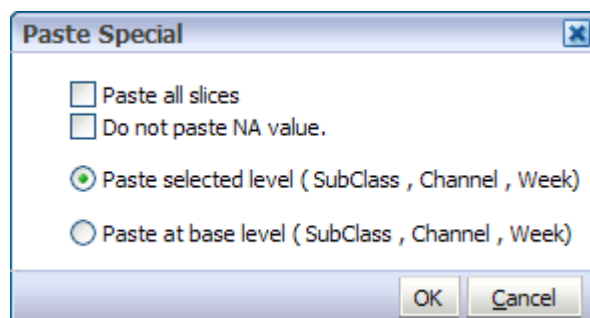 Paste Special
Paste all slices
Do not paste NA value.
Paste selected level ( SubClass , Channel , Week)
Paste at base level ( SubClass , Channel , Week)
OK Cancel